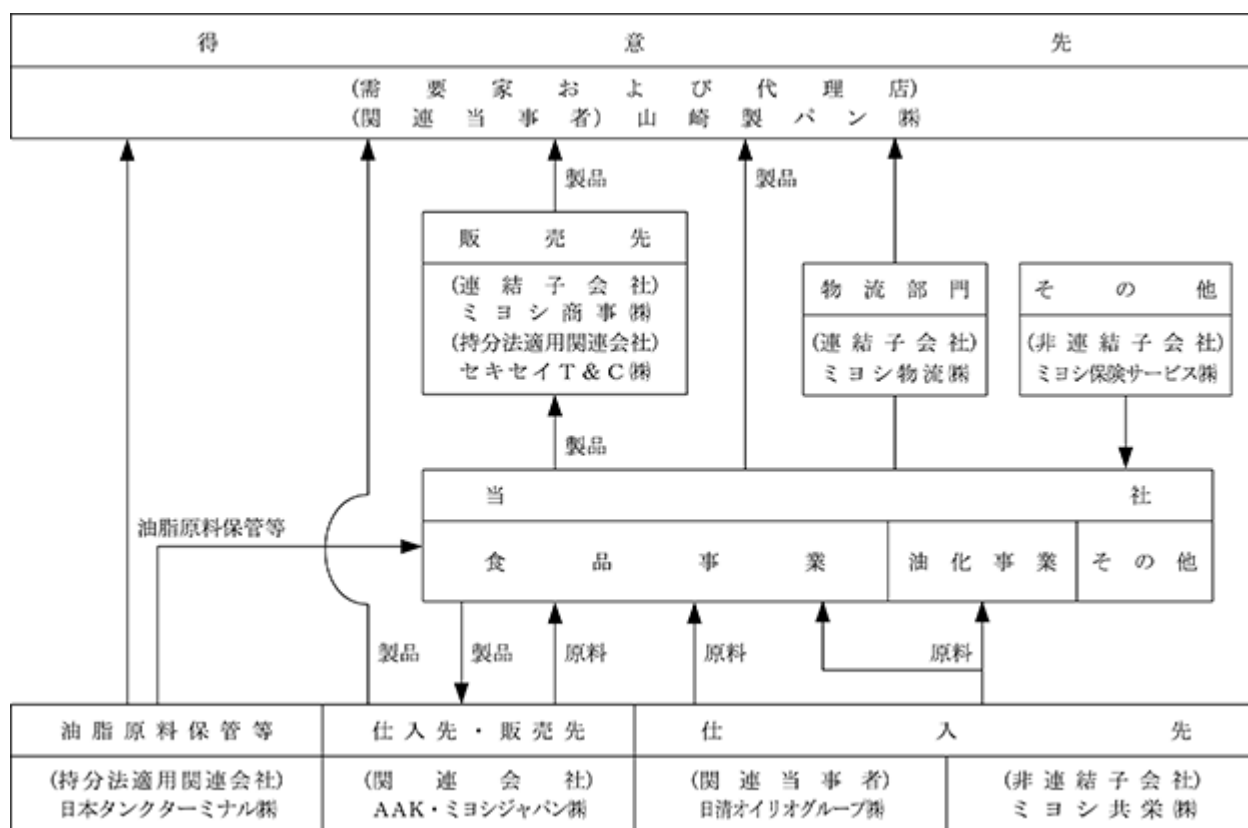 得意先
(需要家および代理店)
(関連当事者)山崎製パン㈱
製品
製品
販売先
(連結子会社)
ミヨシ商事㈱
(持分法適用関連会社)
セキセイT&C㈱
物流部門
(連結子会社)
ミヨシ物流㈱
その他
(非連結子会社)
ミヨシ保険サービス㈱
製品
当社
油脂原料保管等
食品事業
油化事業
その他
製品
製品
原料
原料
原料
油脂原料保管等
(持分法適用関連会社)
日本タンクターミナル㈱
仕入先・販売先
(関連会社)
AAK・ミヨシジャパン㈱
仕入先
(関連当事者)
日清オイリオグループ㈱
(非連結子会社)
ミヨシ共栄㈱